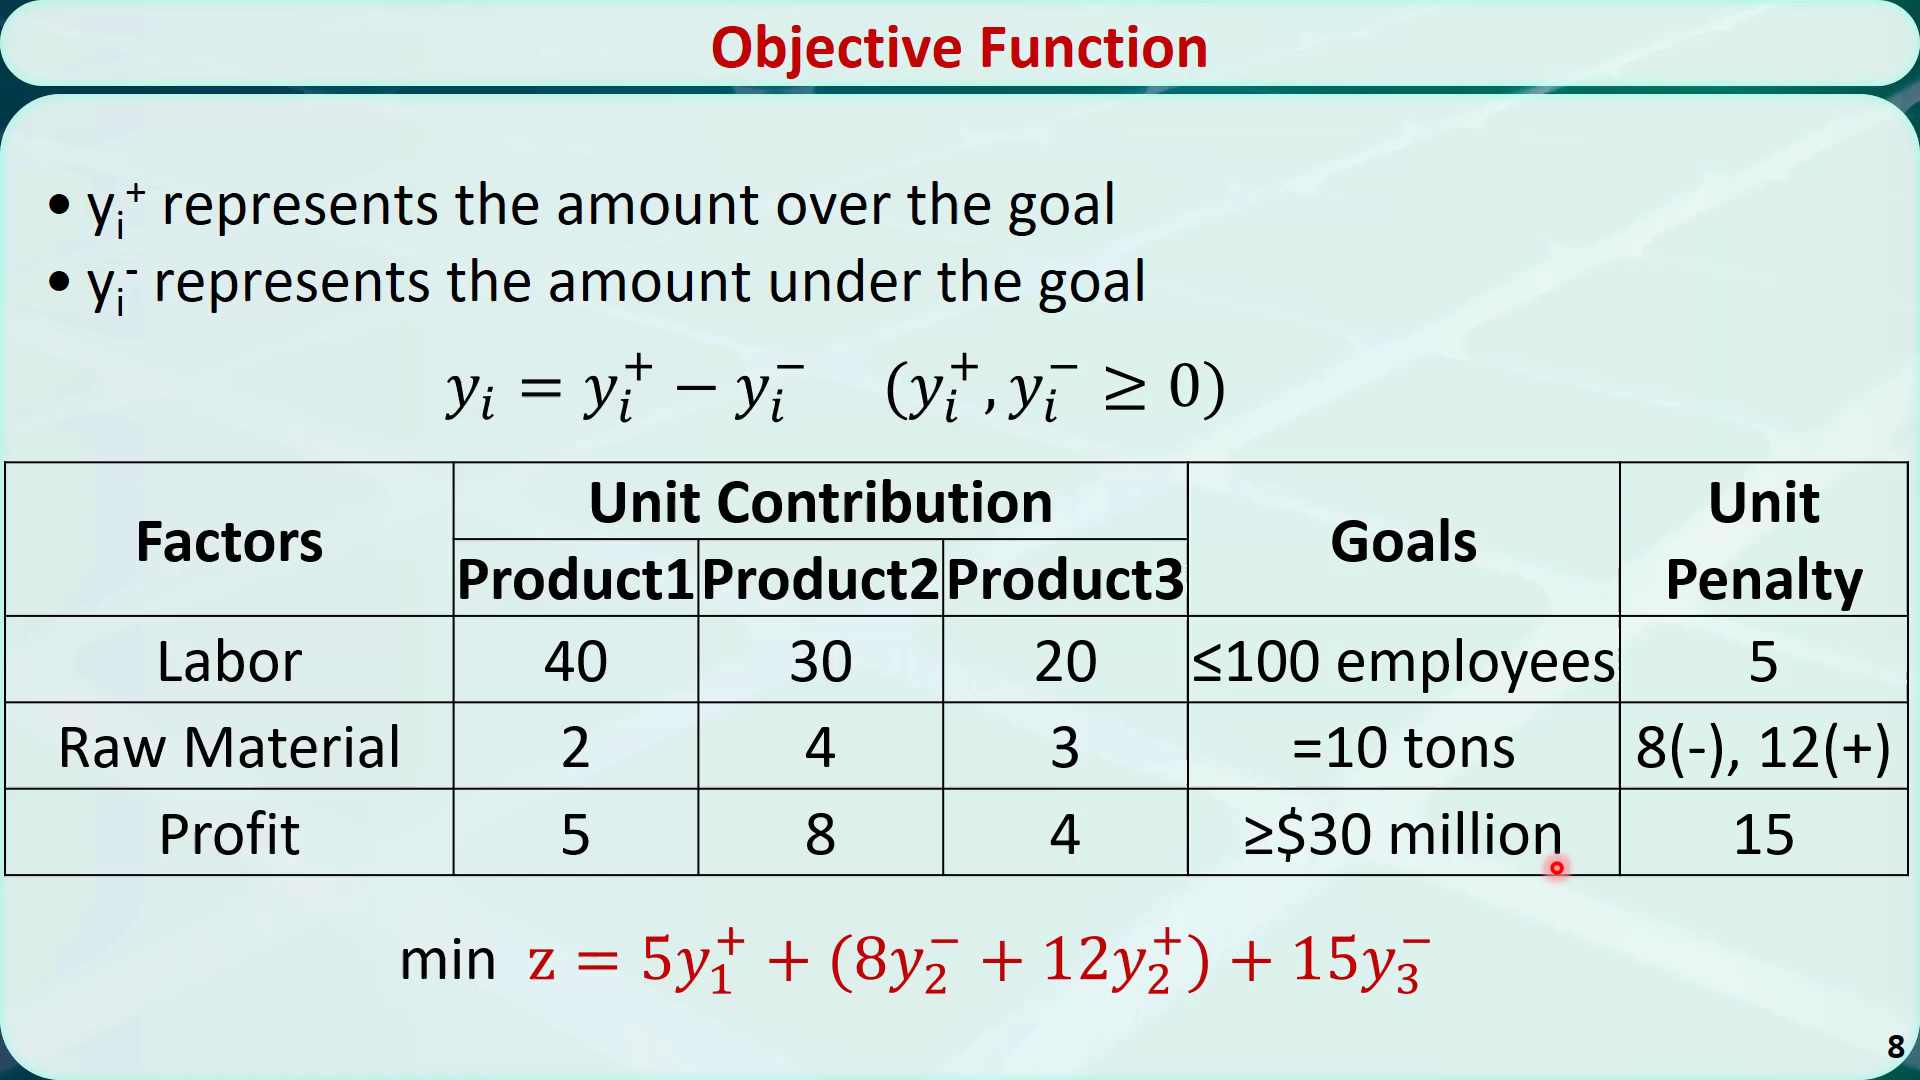 Objective Function
• yᵢ⁺ represents the amount over the goal
• yᵢ⁻ represents the amount under the goal
yᵢ = yᵢ⁺ − yᵢ⁻ (yᵢ⁺, yᵢ⁻ ≥ 0)
Factors Unit Contribution Goals Unit Penalty
Product1 Product2 Product3
Labor 40 30 20 ≤100 employees 5
Raw Material 2 4 3 =10 tons 8(-), 12(+)
Profit 5 8 4 ≥$30 million 15
min z = 5y₁⁺ + (8y₂⁻ + 12y₂⁺) + 15y₃⁻
8